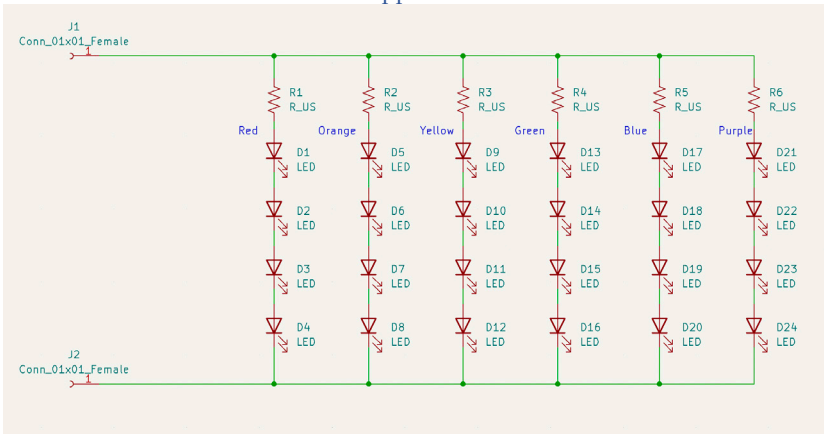 J1
Conn_01x01_Female
1
R1
R_US
R2
R_US
R3
R_US
R4
R_US
R5
R_US
R6
R_US
Red
Orange
Yellow
Green
Blue
Purple
D1
LED
D5
LED
D9
LED
D13
LED
D17
LED
D21
LED
D2
LED
D6
LED
D10
LED
D14
LED
D18
LED
D22
LED
D3
LED
D7
LED
D11
LED
D15
LED
D19
LED
D23
LED
D4
LED
D8
LED
D12
LED
D16
LED
D20
LED
D24
LED
J2
Conn_01x01_Female
1